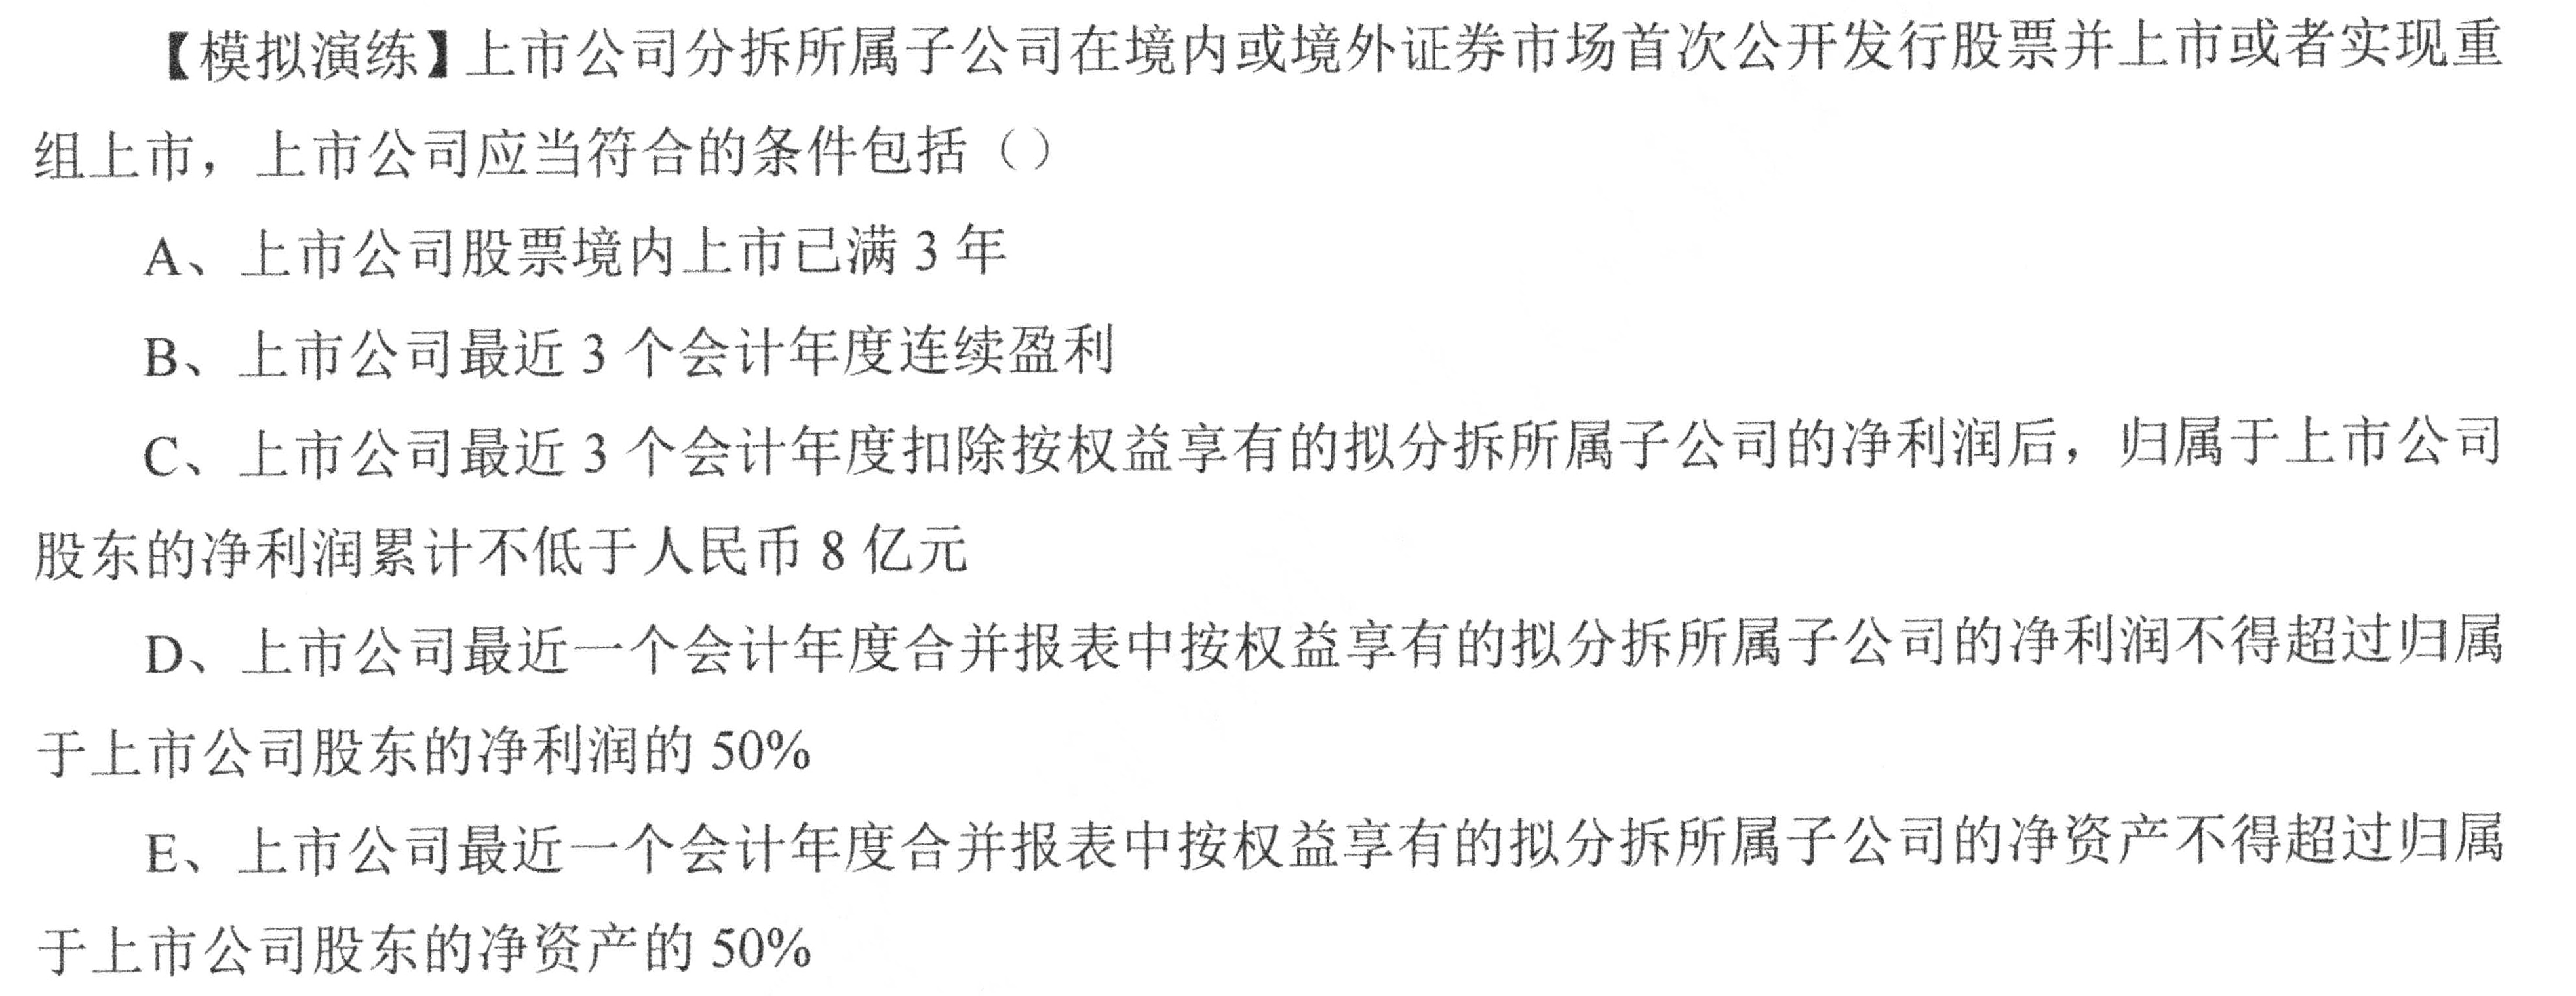 【模拟演练】上市公司分拆所属子公司在境内或境外证券市场首次公开发行股票并上市或者实现重
组上市，上市公司应当符合的条件包括（）
A、上市公司股票境内上市已满 3 年
B、上市公司最近 3 个会计年度连续盈利
C、上市公司最近 3 个会计年度扣除按权益享有的拟分拆所属子公司的净利润后，归属于上市公司
股东的净利润累计不低于人民币 8 亿元
D、上市公司最近一个会计年度合并报表中按权益享有的拟分拆所属子公司的净利润不得超过归属
于上市公司股东的净利润的 50%
E、上市公司最近一个会计年度合并报表中按权益享有的拟分拆所属子公司的净资产不得超过归属
于上市公司股东的净资产的 50%